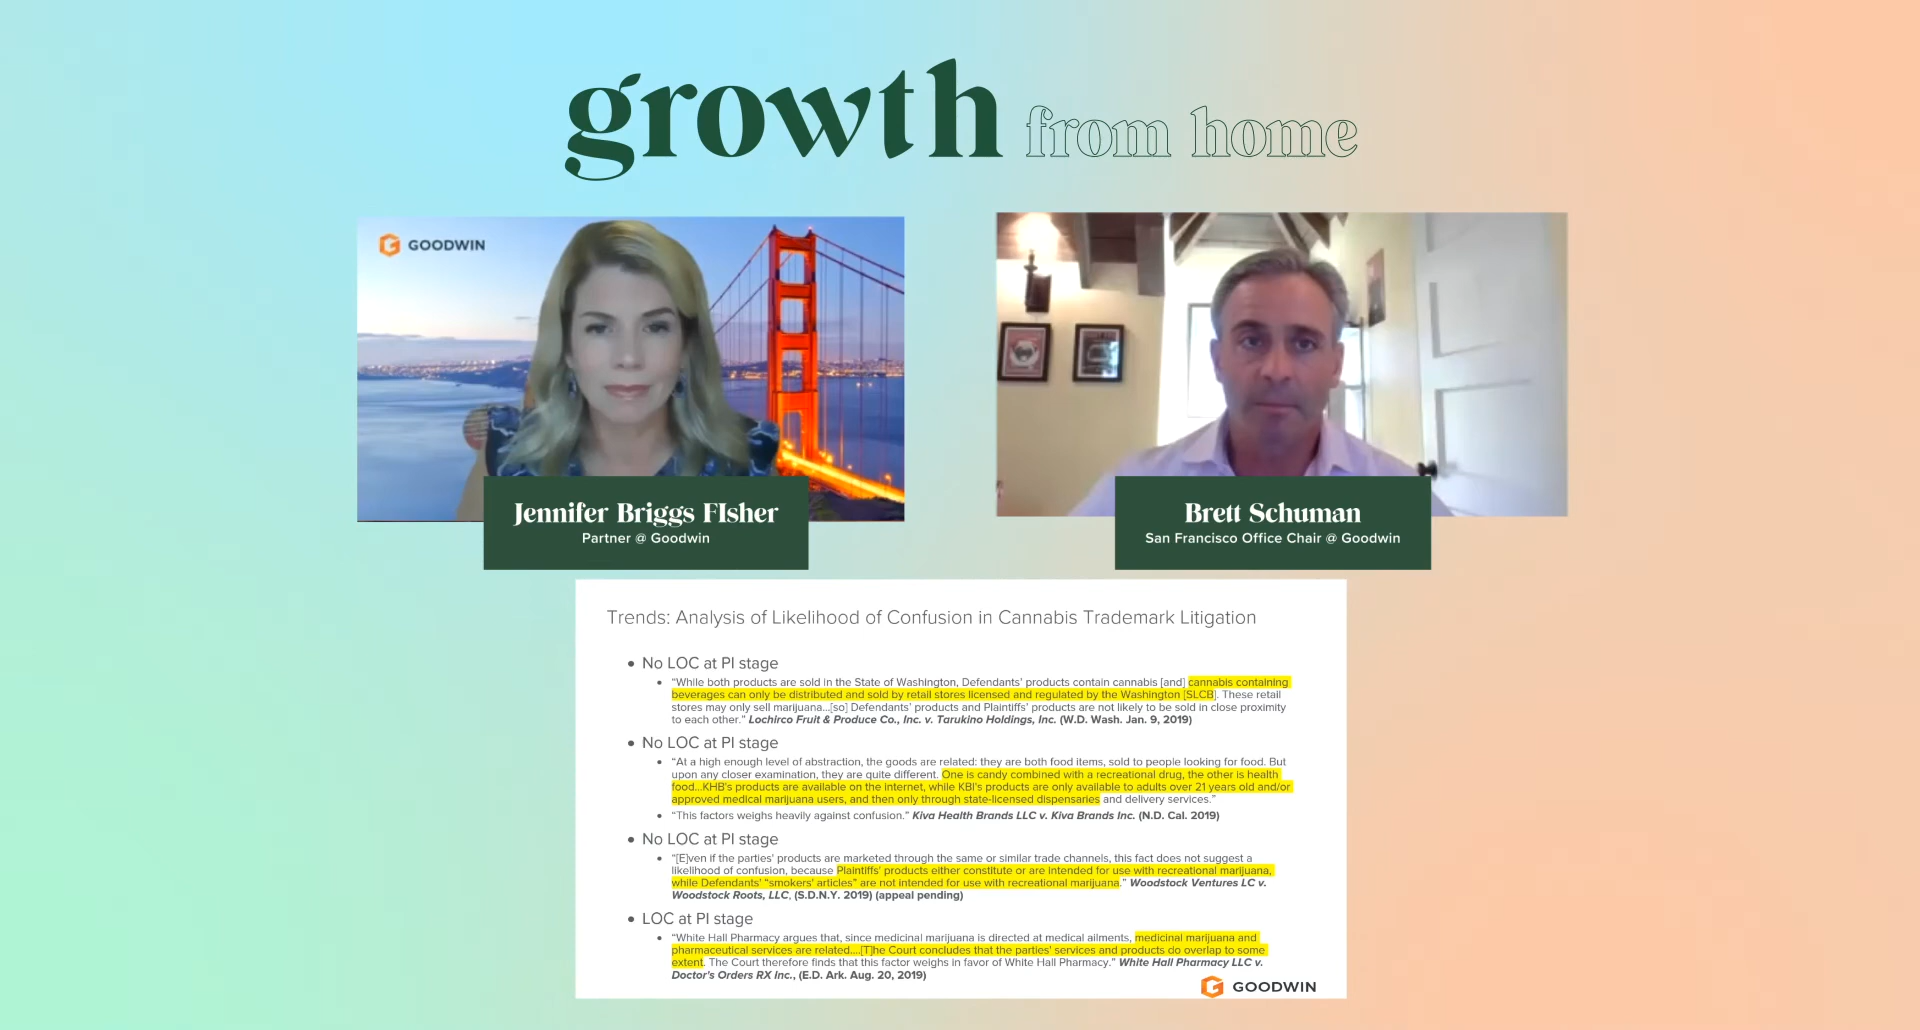 growth from home
GOODWIN
Jennifer Briggs FIsher
Partner @ Goodwin
Brett Schuman
San Francisco Office Chair @ Goodwin
Trends: Analysis of Likelihood of Confusion in Cannabis Trademark Litigation
• No LOC at PI stage
• “While both products are sold in the State of Washington, Defendants’ products contain cannabis [and] cannabis containing
beverages can only be distributed and sold by retail stores licensed and regulated by the Washington [SLCB]. These retail
stores may only sell marijuana...[so] Defendants’ products and Plaintiffs’ products are not likely to be sold in close proximity
to each other.” Lochirco Fruit & Produce Co., Inc. v. Tarukino Holdings, Inc. (W.D. Wash. Jan. 9, 2019)
• No LOC at PI stage
• “At a high enough level of abstraction, the goods are related: they are both food items, sold to people looking for food. But
upon any closer examination, they are quite different. One is candy combined with a recreational drug, the other is health
food...KHB’s products are available on the internet, while KBI’s products are only available to adults over 21 years old and/or
approved medical marijuana users, and then only through state-licensed dispensaries and delivery services.”
• “This factors weighs heavily against confusion.” Kiva Health Brands LLC v. Kiva Brands Inc. (N.D. Cal. 2019)
• No LOC at PI stage
• “[E]ven if the parties’ products are marketed through the same or similar trade channels, this fact does not suggest a
likelihood of confusion, because Plaintiffs’ products either constitute or are intended for use with recreational marijuana,
while Defendants’ “smokers’ articles” are not intended for use with recreational marijuana.” Woodstock Ventures LC v.
Woodstock Roots, LLC, (S.D.N.Y. 2019) (appeal pending)
• LOC at PI stage
• “White Hall Pharmacy argues that, since medicinal marijuana is directed at medical ailments, medicinal marijuana and
pharmaceutical services are related....[T]he Court concludes that the parties’ services and products do overlap to some
extent. The Court therefore finds that this factor weighs in favor of White Hall Pharmacy.” White Hall Pharmacy LLC v.
Doctor’s Orders RX Inc., (E.D. Ark. Aug. 20, 2019)
GOODWIN